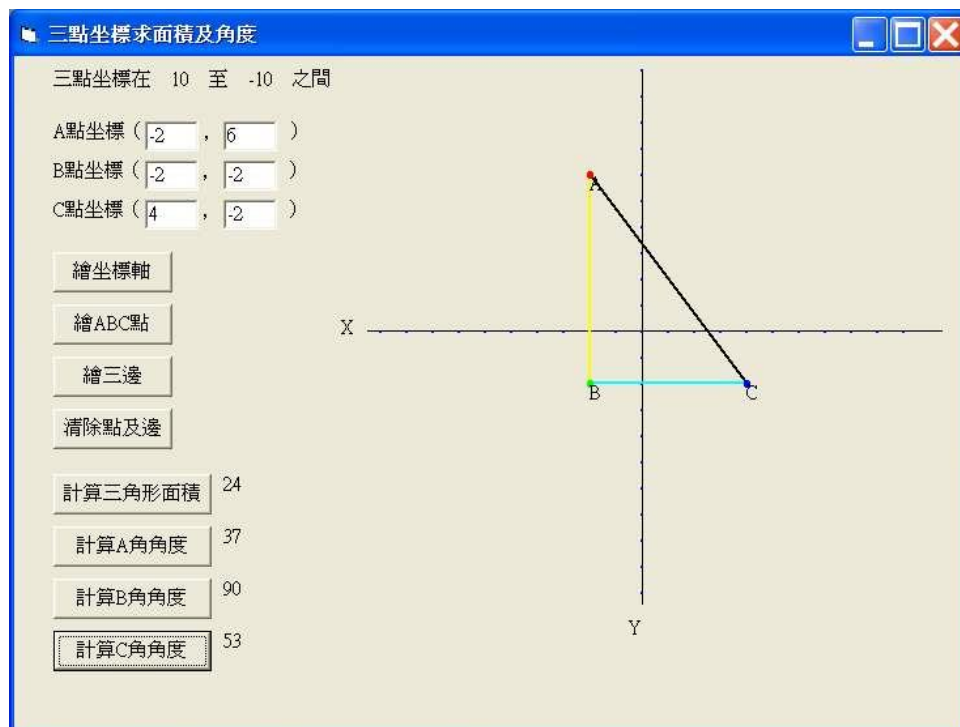 三點坐標求面積及角度
三點坐標在 10 至 -10 之間
A點坐標 ( -2 , 6 )
B點坐標 ( -2 , -2 )
C點坐標 ( 4 , -2 )
繪坐標軸
繪ABC點
繪三邊
清除點及邊
計算三角形面積 24
計算A角角度 37
計算B角角度 90
計算C角角度 53
A
X
B C
Y